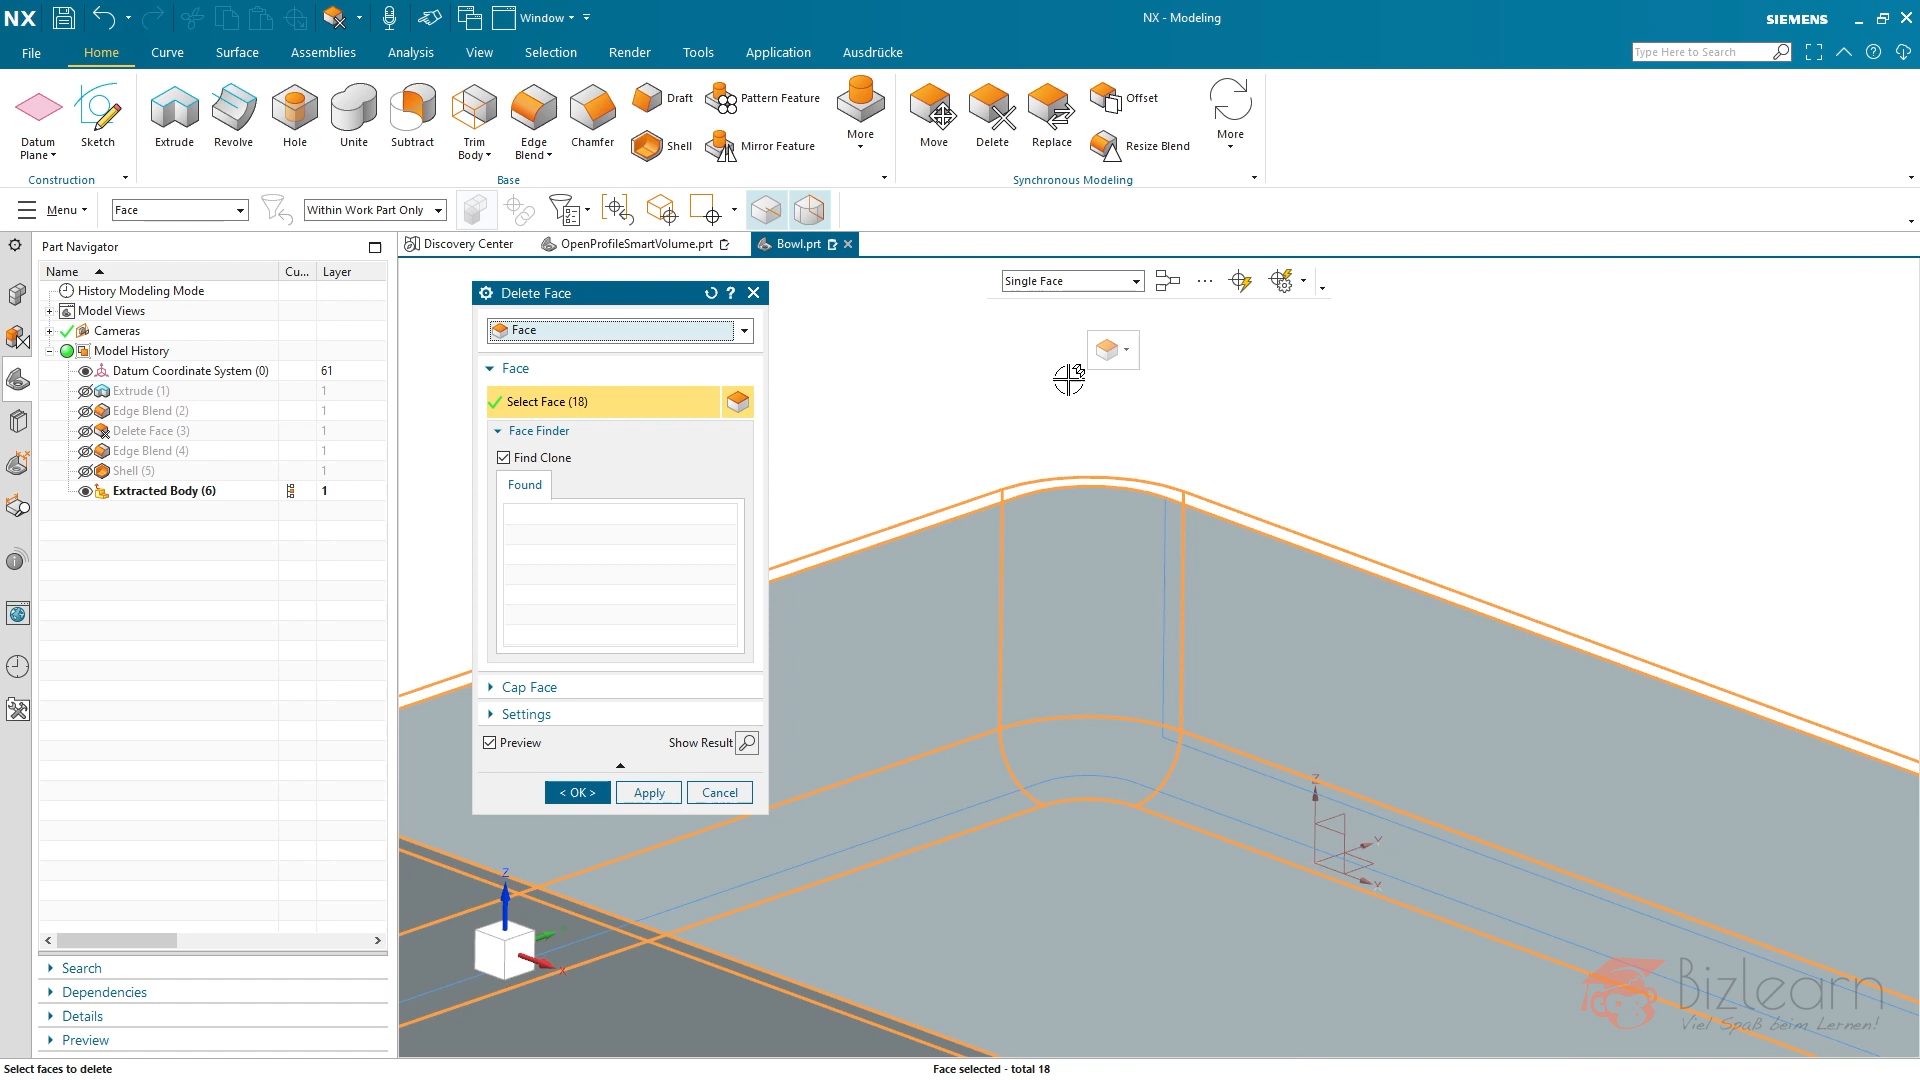 NX
Window
NX - Modeling
SIEMENS
File
Home
Curve
Surface
Assemblies
Analysis
View
Selection
Render
Tools
Application
Ausdrücke
Type Here to Search
Datum Plane
Sketch
Extrude
Revolve
Hole
Unite
Subtract
Trim Body
Edge Blend
Chamfer
Draft
Shell
Pattern Feature
Mirror Feature
More
Move
Delete
Replace
Offset
Resize Blend
More
Construction
Base
Synchronous Modeling
Menu
Face
Within Work Part Only
Part Navigator
Discovery Center
OpenProfileSmartVolume.prt
Bowl.prt
Name
Cu...
Layer
History Modeling Mode
Model Views
Cameras
Model History
Datum Coordinate System (0)
61
Extrude (1)
1
Edge Blend (2)
1
Delete Face (3)
1
Edge Blend (4)
1
Shell (5)
1
Extracted Body (6)
1
Single Face
Delete Face
?
Face
Face
Select Face (18)
Face Finder
Find Clone
Found
Cap Face
Settings
Preview
Show Result
< OK >
Apply
Cancel
Z
Y
X
Z
X
Search
Dependencies
Details
Preview
Bizlearn
Viel Spaß beim Lernen!
Select faces to delete
Face selected - total 18